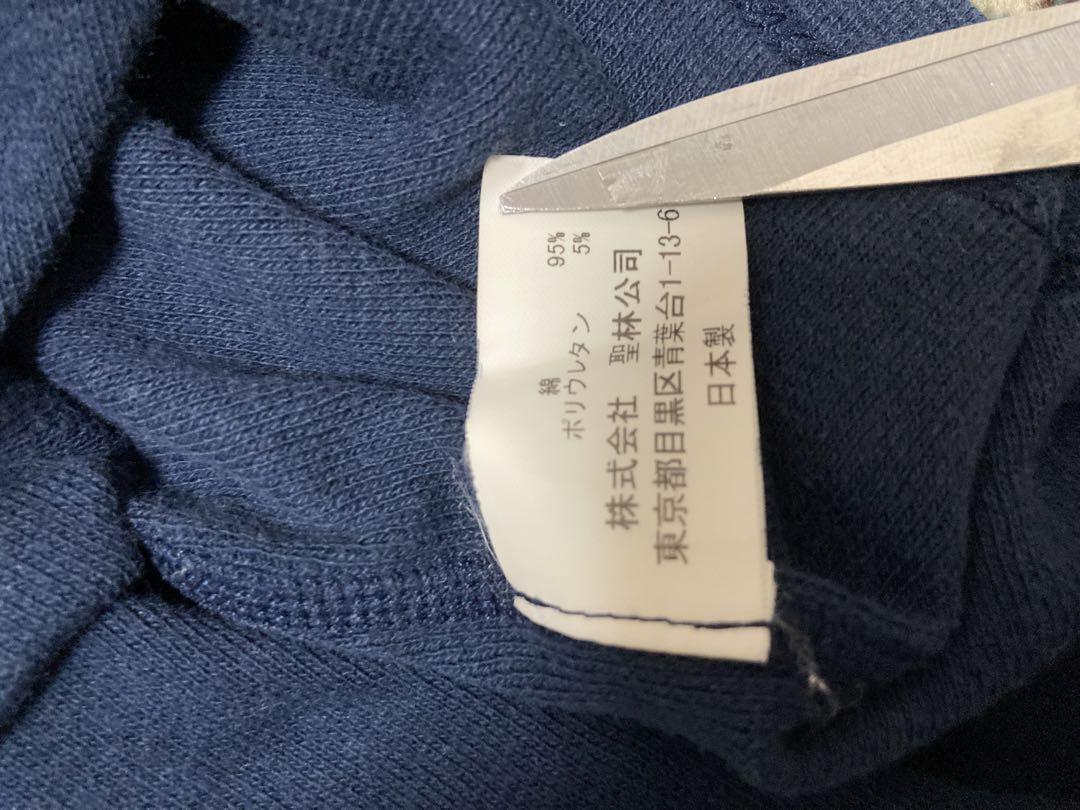 綿 95%
ポリウレタン 5%
株式会社 聖林公司
東京都目黒区青葉台1-13-6
日本製